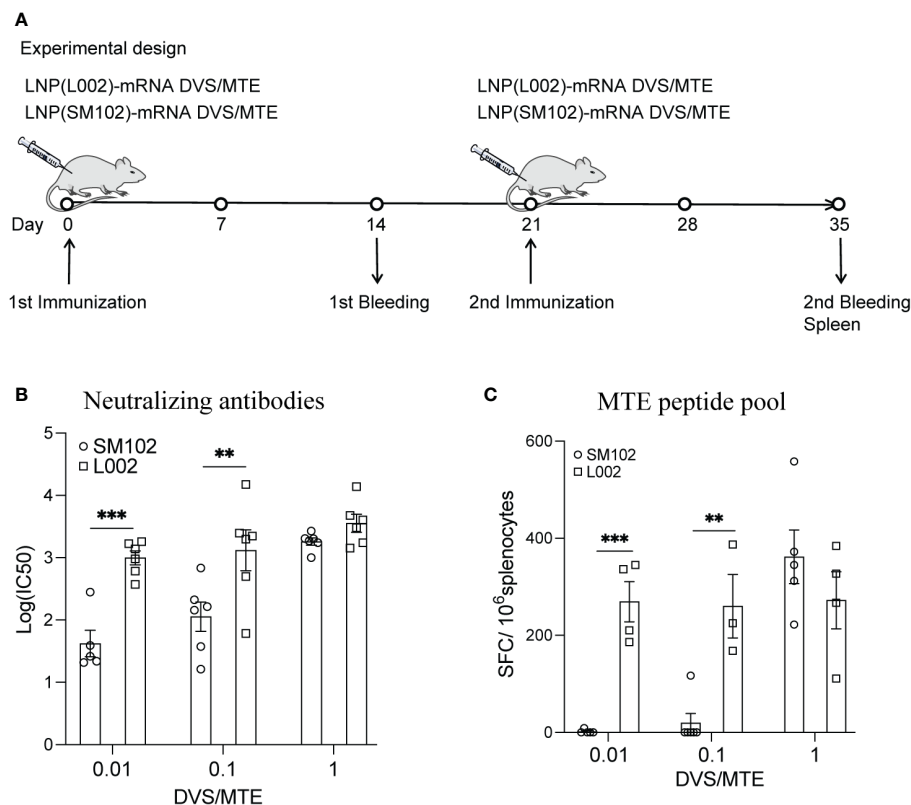 A
Experimental design
LNP(L002)-mRNA DVS/MTE
LNP(SM102)-mRNA DVS/MTE
LNP(L002)-mRNA DVS/MTE
LNP(SM102)-mRNA DVS/MTE
Day 0 7 14 21 28 35
1st Immunization
1st Bleeding
2nd Immunization
2nd Bleeding
Spleen
B
Neutralizing antibodies
SM102
L002
***
**
Log(IC50)
5
4
3
2
1
0
0.01 0.1 1
DVS/MTE
C
MTE peptide pool
SM102
L002
***
**
SFC/ 10⁶splenocytes
600
400
200
0
0.01 0.1 1
DVS/MTE